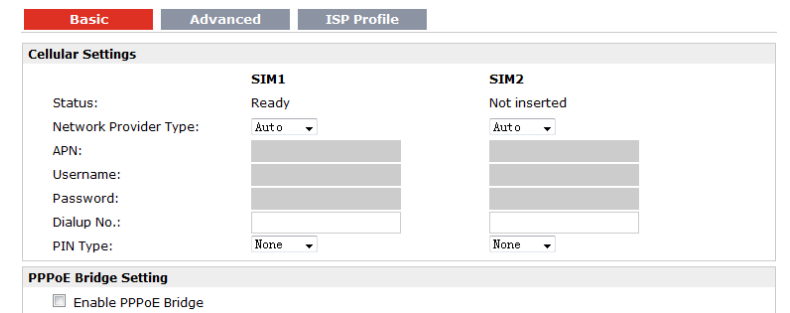 Basic Advanced ISP Profile
Cellular Settings
SIM1 SIM2
Status: Ready Not inserted
Network Provider Type: Auto Auto
APN:
Username:
Password:
Dialup No.:
PIN Type: None None
PPPoE Bridge Setting
Enable PPPoE Bridge